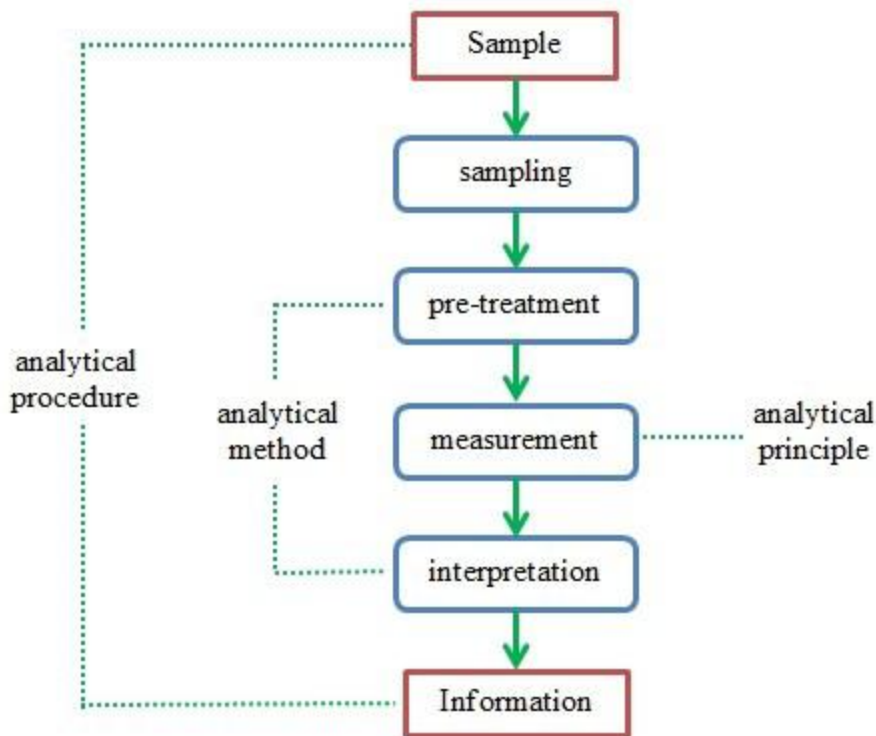 Sample
sampling
pre-treatment
analytical
procedure
analytical
method
measurement
analytical
principle
interpretation
Information